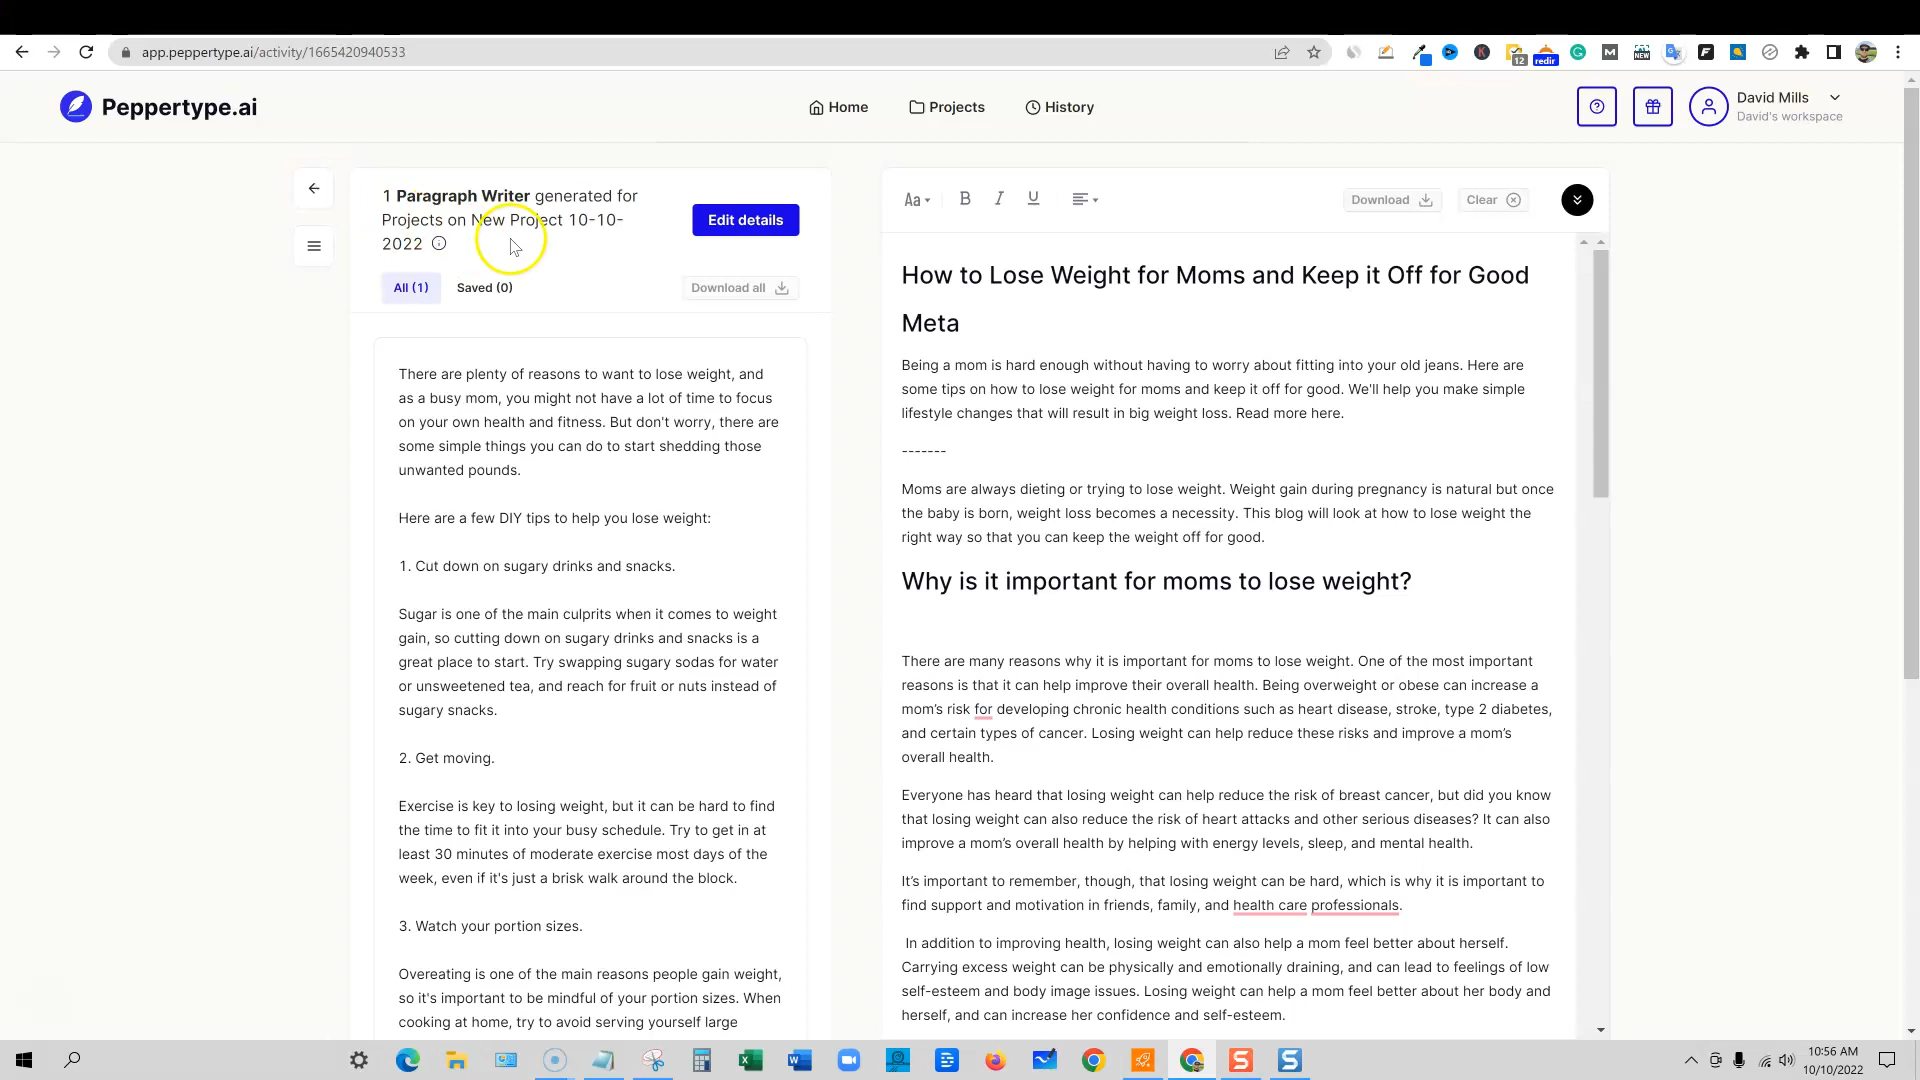 app.peppertype.ai/activity/1665420940533
12
redir
NEW
Peppertype.ai
Home
Projects
History
David Mills
David's workspace
1 Paragraph Writer generated for
Projects on New Project 10-10-
2022
Edit details
All (1)
Saved (0)
Download all
There are plenty of reasons to want to lose weight, and
as a busy mom, you might not have a lot of time to focus
on your own health and fitness. But don't worry, there are
some simple things you can do to start shedding those
unwanted pounds.
Here are a few DIY tips to help you lose weight:
1. Cut down on sugary drinks and snacks.
Sugar is one of the main culprits when it comes to weight
gain, so cutting down on sugary drinks and snacks is a
great place to start. Try swapping sugary sodas for water
or unsweetened tea, and reach for fruit or nuts instead of
sugary snacks.
2. Get moving.
Exercise is key to losing weight, but it can be hard to find
the time to fit it into your busy schedule. Try to get in at
least 30 minutes of moderate exercise most days of the
week, even if it's just a brisk walk around the block.
3. Watch your portion sizes.
Overeating is one of the main reasons people gain weight,
so it's important to be mindful of your portion sizes. When
cooking at home, try to avoid serving yourself large
Aa
B
I
U
Download
Clear
How to Lose Weight for Moms and Keep it Off for Good
Meta
Being a mom is hard enough without having to worry about fitting into your old jeans. Here are
some tips on how to lose weight for moms and keep it off for good. We'll help you make simple
lifestyle changes that will result in big weight loss. Read more here.
-------
Moms are always dieting or trying to lose weight. Weight gain during pregnancy is natural but once
the baby is born, weight loss becomes a necessity. This blog will look at how to lose weight the
right way so that you can keep the weight off for good.
Why is it important for moms to lose weight?
There are many reasons why it is important for moms to lose weight. One of the most important
reasons is that it can help improve their overall health. Being overweight or obese can increase a
mom's risk for developing chronic health conditions such as heart disease, stroke, type 2 diabetes,
and certain types of cancer. Losing weight can help reduce these risks and improve a mom's
overall health.
Everyone has heard that losing weight can help reduce the risk of breast cancer, but did you know
that losing weight can also reduce the risk of heart attacks and other serious diseases? It can also
improve a mom's overall health by helping with energy levels, sleep, and mental health.
It's important to remember, though, that losing weight can be hard, which is why it is important to
find support and motivation in friends, family, and health care professionals.
In addition to improving health, losing weight can also help a mom feel better about herself.
Carrying excess weight can be physically and emotionally draining, and can lead to feelings of low
self-esteem and body image issues. Losing weight can help a mom feel better about her body and
herself, and can increase her confidence and self-esteem.
10:56 AM
10/10/2022